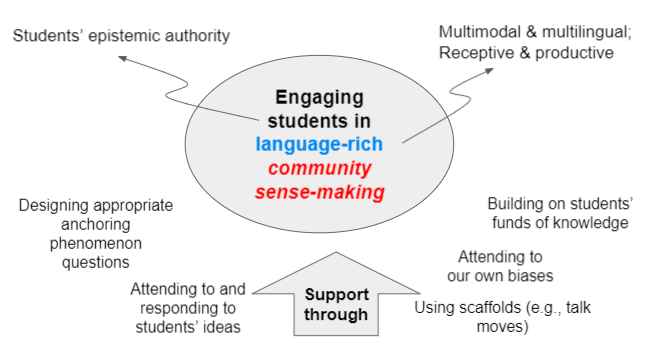 Students' epistemic authority
Multimodal & multilingual;
Receptive & productive
Engaging
students in
language-rich
community
sense-making
Designing appropriate
anchoring
phenomenon
questions
Building on students'
funds of knowledge
Attending to
our own biases
Attending to and
responding to
students' ideas
Support
through
Using scaffolds (e.g., talk
moves)